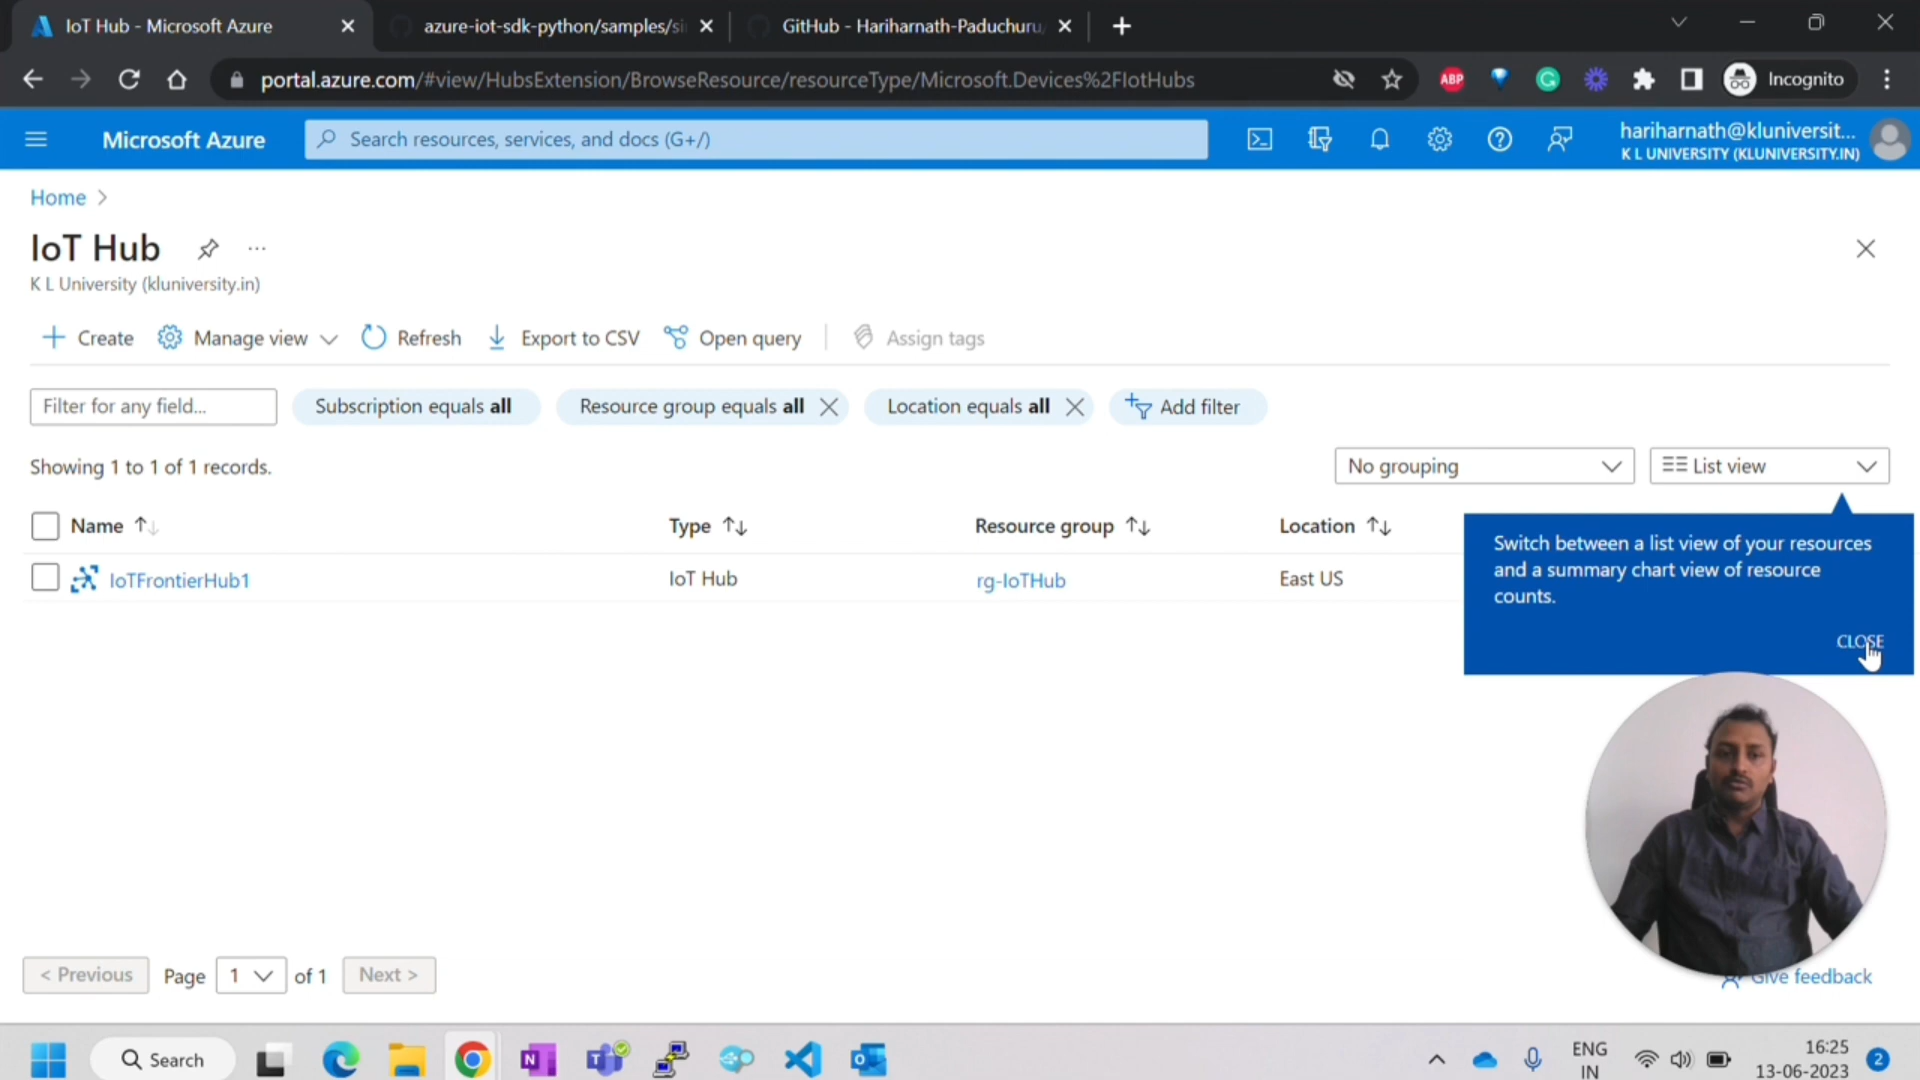 IoT Hub - Microsoft Azure
azure-iot-sdk-python/samples/si
GitHub - Hariharnath-Paduchuru/
portal.azure.com/#view/HubsExtension/BrowseResource/resourceType/Microsoft.Devices%2FIotHubs
ABP
Incognito
Microsoft Azure
Search resources, services, and docs (G+/)
hariharnath@kluniversit...
K L UNIVERSITY (KLUNIVERSITY.IN)
Home >
IoT Hub
K L University (kluniversity.in)
Create
Manage view
Refresh
Export to CSV
Open query
Assign tags
Filter for any field...
Subscription equals all
Resource group equals all
Location equals all
Add filter
Showing 1 to 1 of 1 records.
No grouping
List view
Name
Type
Resource group
Location
Switch between a list view of your resources
and a summary chart view of resource
counts.
CLOSE
IoTFrontierHub1
IoT Hub
rg-IoTHub
East US
< Previous
Page 1 of 1
Next >
Give feedback
Search
ENG
IN
16:25
13-06-2023
2